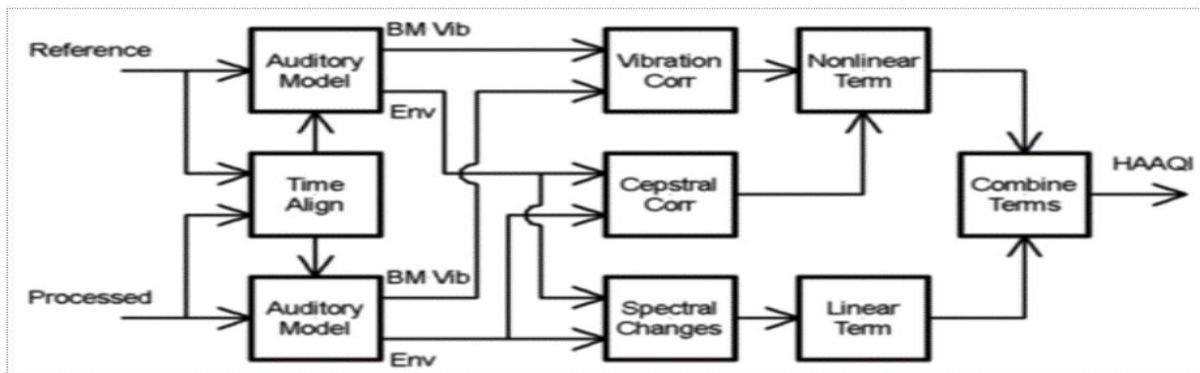 BM Vib
Reference
Auditory
Model
Vibration
Corr
Nonlinear
Term
Env
Time
Align
Cepstral
Corr
Combine
Terms
HAAQI
BM Vib
Processed
Auditory
Model
Spectral
Changes
Linear
Term
Env